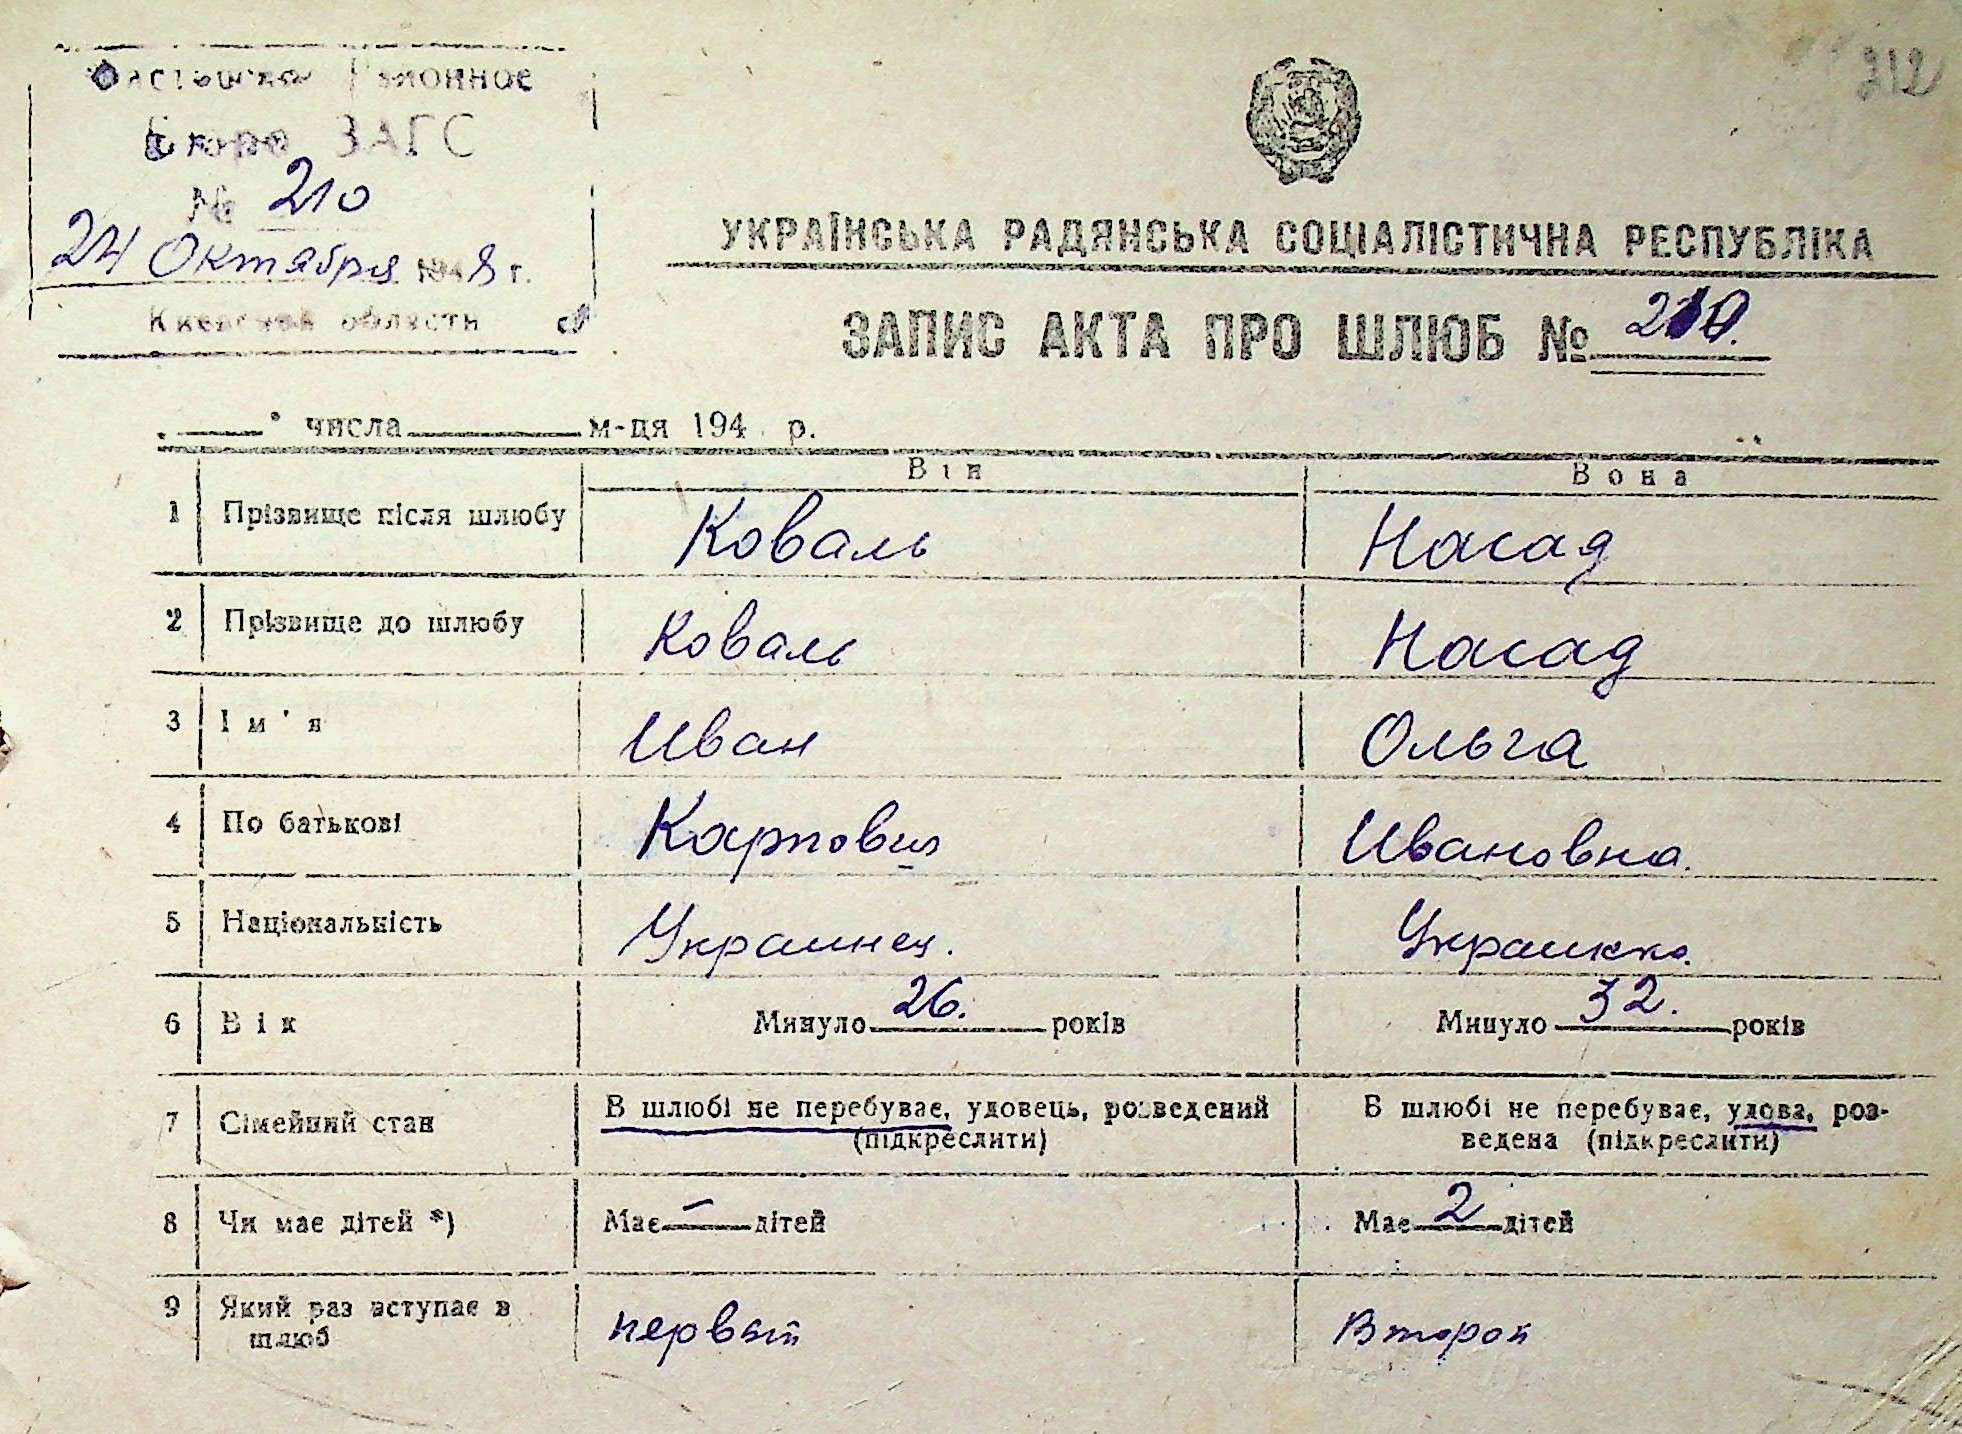 312
Районное
Бюро ЗАГС
№ 210
24 Октября 1948 г.
Киевской области
УКРАЇНСЬКА РАДЯНСЬКА СОЦІАЛІСТИЧНА РЕСПУБЛІКА
ЗАПИС АКТА ПРО ШЛЮБ № 210.
числа м-ця 194 р.
Він Вона
1 Прізвище після шлюбу Коваль Насад
2 Прізвище до шлюбу Коваль Насад
3 Ім'я Иван Ольга
4 По батькові Карпович Ивановна.
5 Національність Украинец. Украинка.
6 Вік Минуло 26. років Минуло 32. років
7 Сімейний стан В шлюбі не перебуває, удовець, розведений (підкреслити) В шлюбі не перебуває, удова, роз-
ведена (підкреслити)
8 Чи має дітей *) Має – дітей Має 2 дітей
9 Який раз вступає в шлюб первый Второй